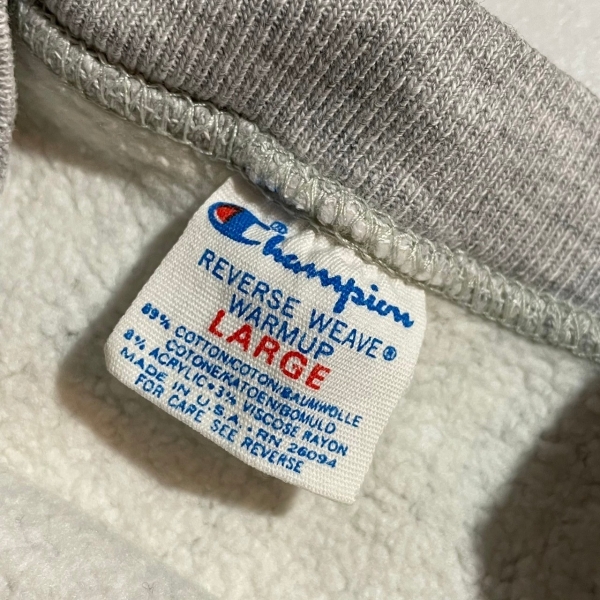 Champion
REVERSE WEAVE®
WARMUP
LARGE
89% COTTON/COTON/BAUMWOLLE
COTONE/KATOEN/BOMULD
8% ACRYLIC•3% VISCOSE RAYON
MADE IN U.S.A. RN 26094
FOR CARE SEE REVERSE